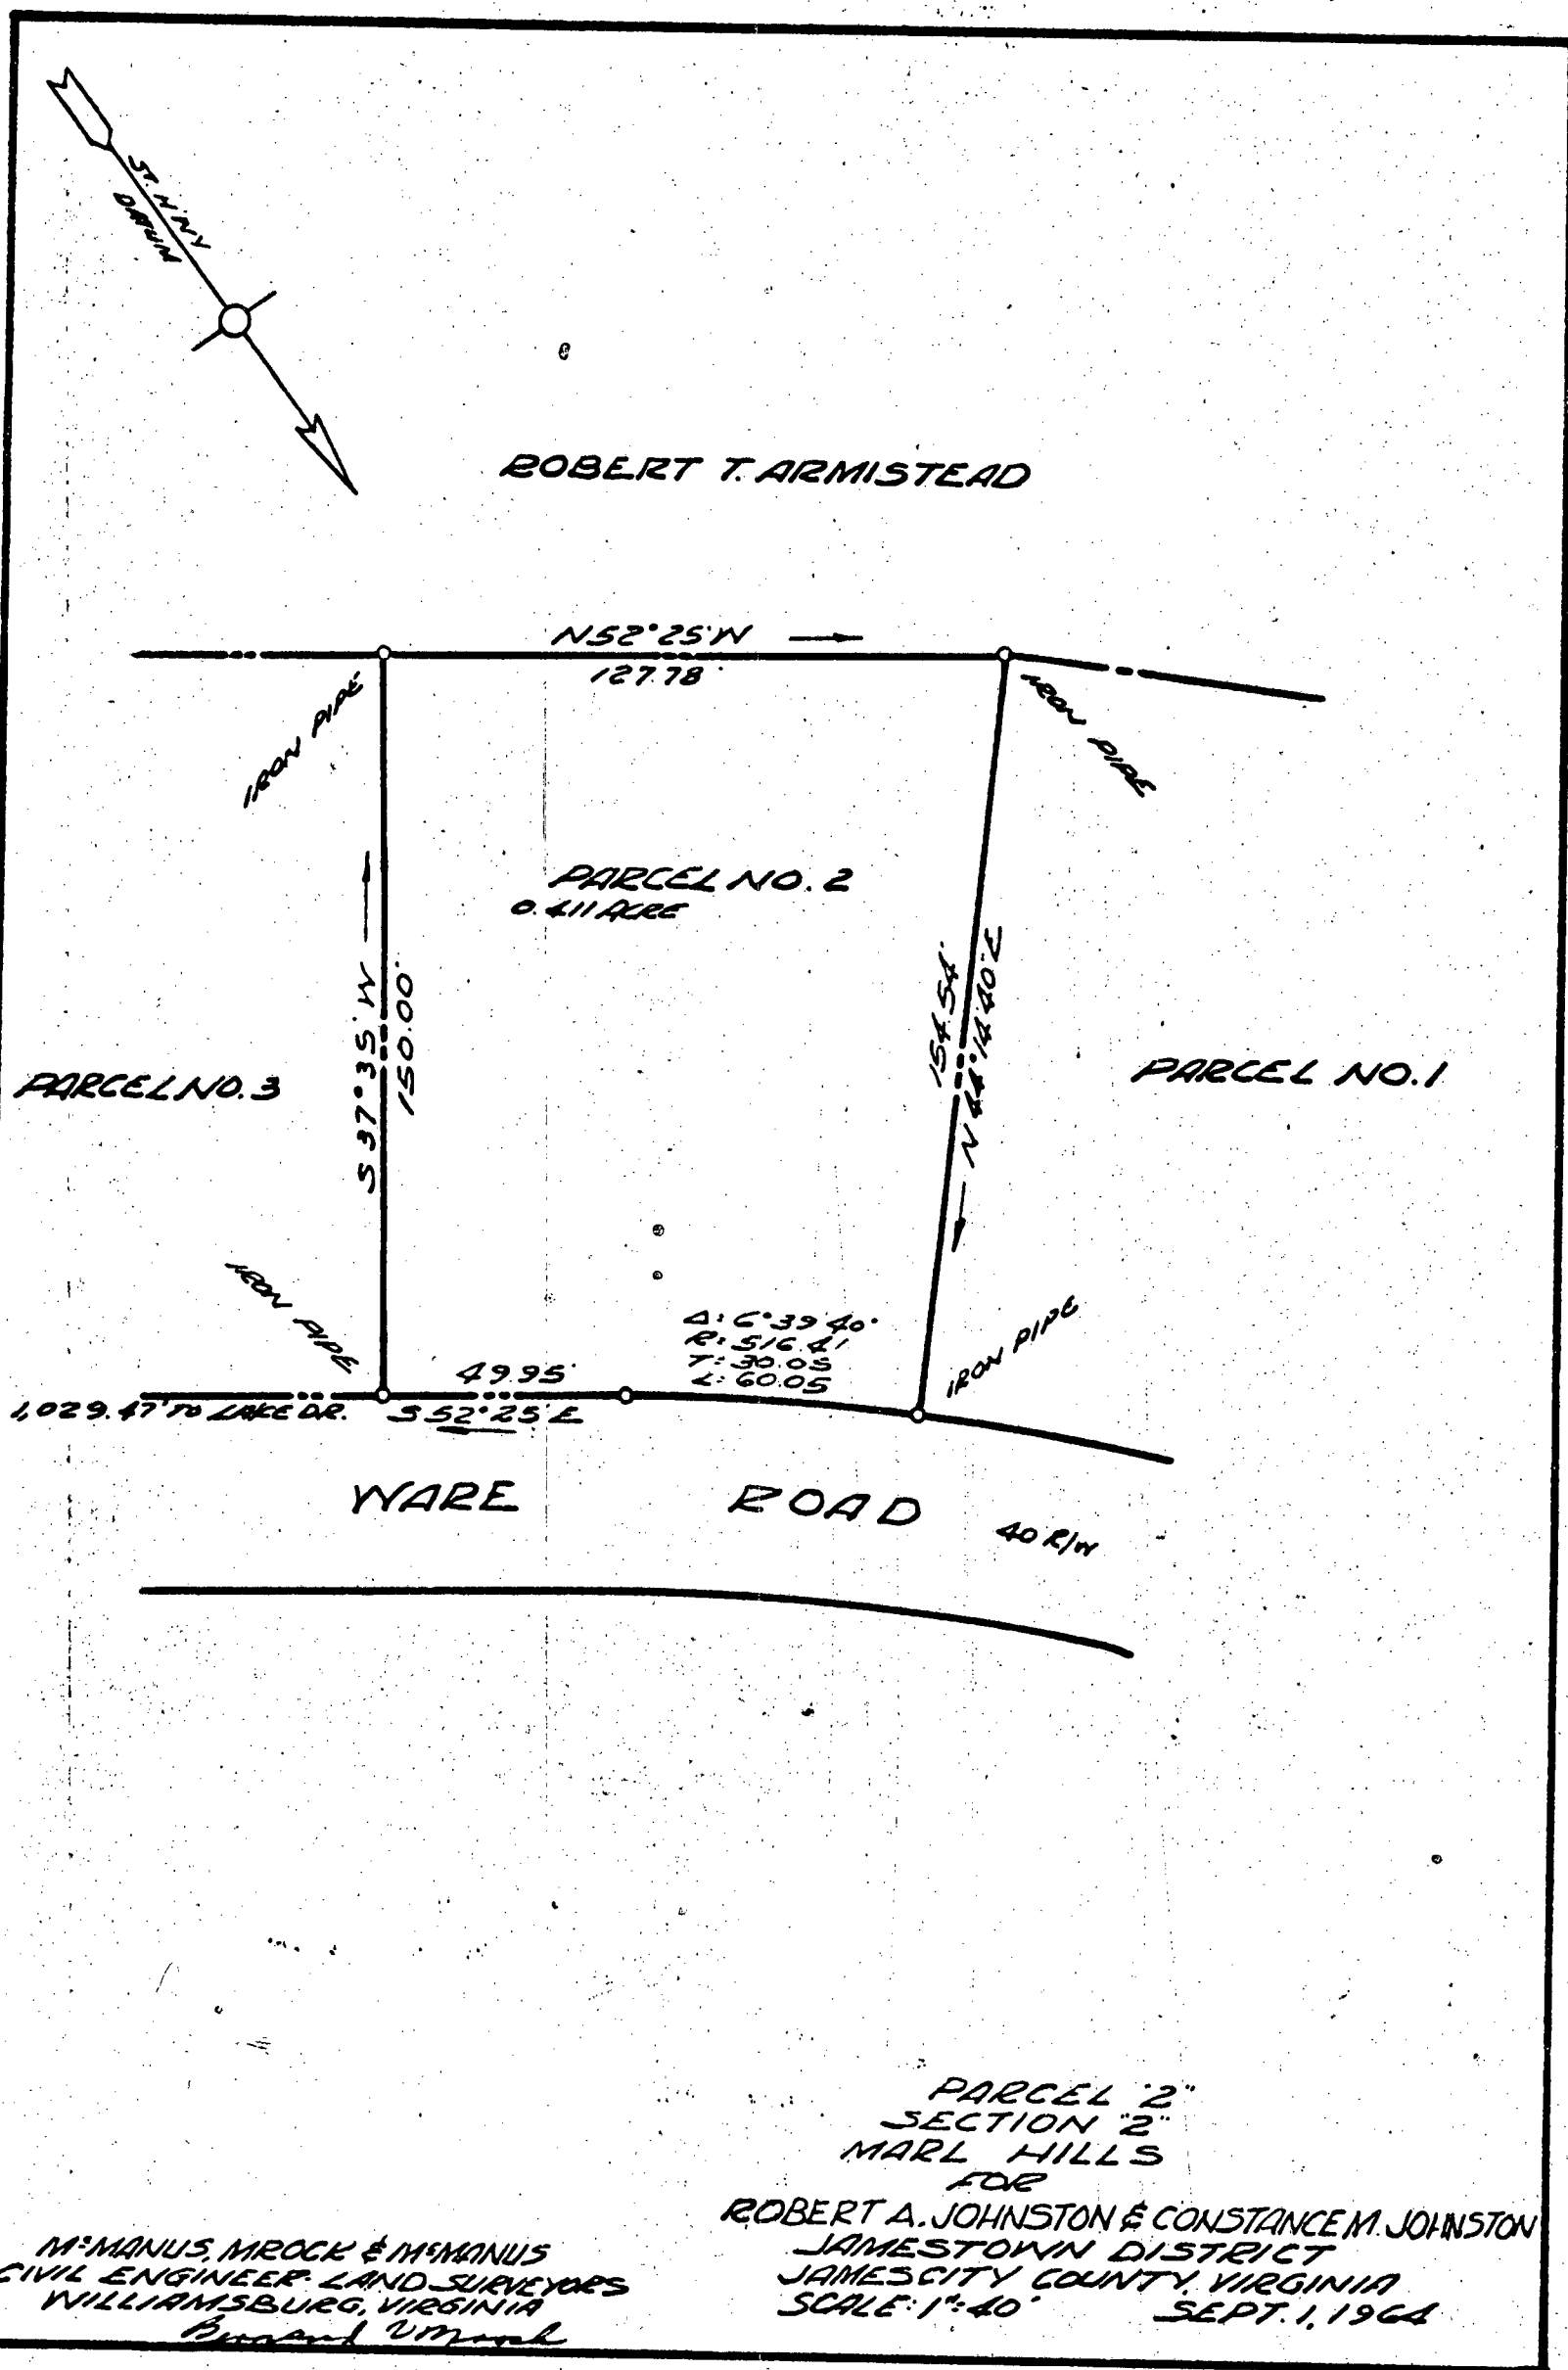 ST. H'WY
DATUM
ROBERT T. ARMISTEAD
N52°25'W
127.78'
IRON PIPE
IRON PIPE
PARCEL NO. 2
0.411 ACRE
S 37°35' W
150.00'
154.54'
N 44°14'40" E
PARCEL NO. 3
PARCEL NO. 1
IRON PIPE
IRON PIPE
Δ: 6°39'40"
R: 516.41'
T: 30.05
L: 60.05
49.95'
1,029.47' TO LAKE DR.
S 52°25' E
WARE ROAD
40 R/W
PARCEL "2"
SECTION "2"
MARL HILLS
FOR
ROBERT A. JOHNSTON & CONSTANCE M. JOHNSTON
JAMESTOWN DISTRICT
JAMES CITY COUNTY, VIRGINIA
SCALE: 1"=40' SEPT. 1, 1964
McMANUS, MROCK & McMANUS
CIVIL ENGINEER - LAND SURVEYORS
WILLIAMSBURG, VIRGINIA